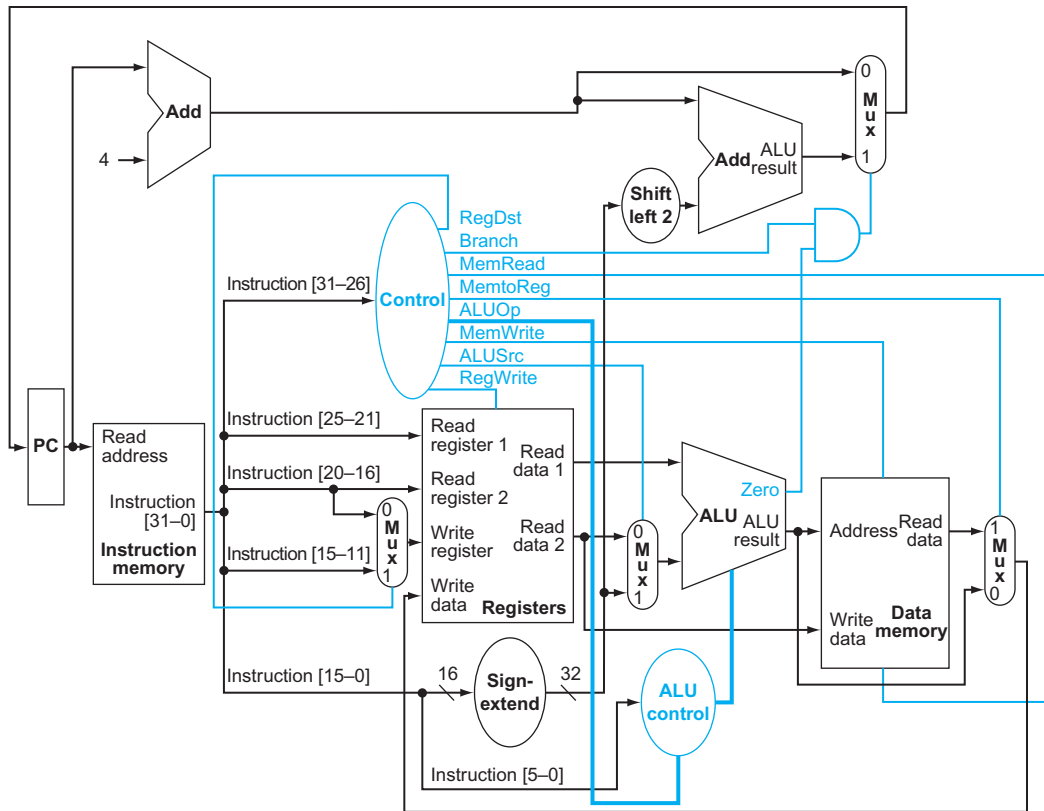 Add
4
0
Mux
1
Add
ALU
result
Shift
left 2
RegDst
Branch
MemRead
MemtoReg
ALUOp
MemWrite
ALUSrc
RegWrite
Instruction [31–26]
Control
PC
Read
address
Instruction
[31–0]
Instruction
memory
Instruction [25–21]
Instruction [20–16]
Instruction [15–11]
0
Mux
1
Read
register 1
Read
register 2
Write
register
Write
data
Read
data 1
Read
data 2
Registers
0
Mux
1
Zero
ALU
ALU
result
Address
Read
data
Write
data
Data
memory
1
Mux
0
Instruction [15–0]
16
Sign-
extend
32
ALU
control
Instruction [5–0]